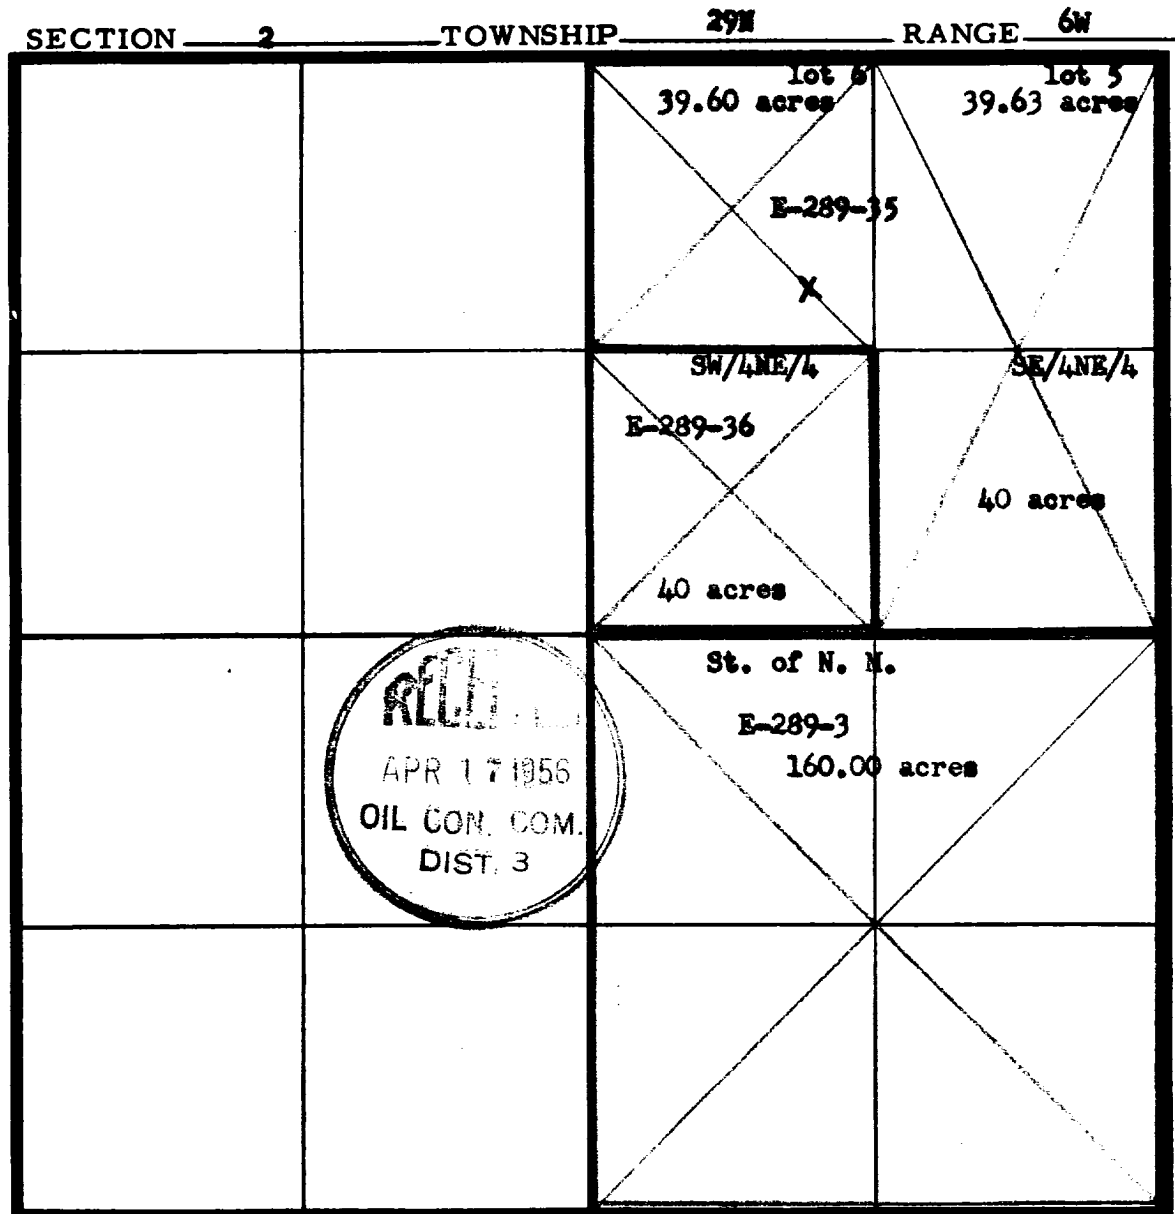 SECTION 2 TOWNSHIP 29N RANGE 6W
lot 6 lot 5
39.60 acres 39.63 acres
E-289-35
X
SW/4NE/4 SE/4NE/4
E-289-36
40 acres
40 acres
St. of N. M.
E-289-3
160.00 acres
APR 17 1956
OIL CON. COM.
DIST. 3